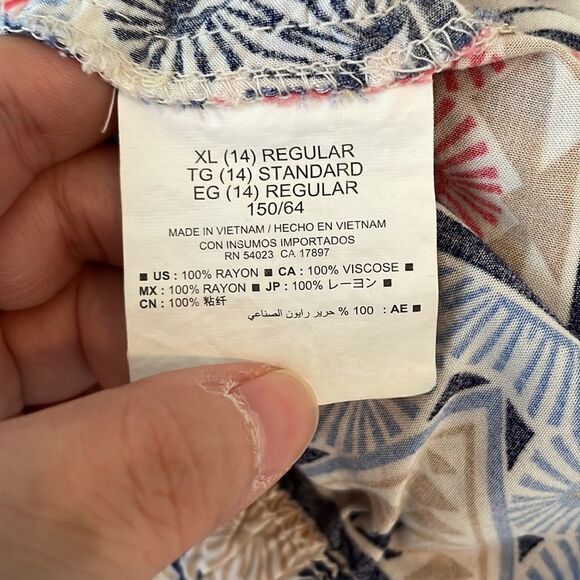 XL (14) REGULAR
TG (14) STANDARD
EG (14) REGULAR
150/64
MADE IN VIETNAM / HECHO EN VIETNAM
CON INSUMOS IMPORTADOS
RN 54023 CA 17897
■ US : 100% RAYON ■ CA : 100% VISCOSE ■
MX : 100% RAYON ■ JP : 100% レーヨン ■
CN : 100% 粘纤
■ AE : 100 % حرير رايون الصناعي